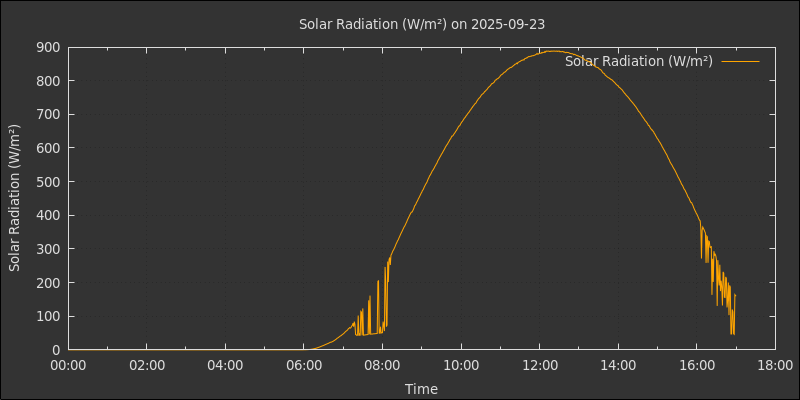 Solar Radiation (W/m²) on 2025-09-23
Solar Radiation (W/m²)
900
800
700
600
500
400
300
200
100
0
Solar Radiation (W/m²)
00:00 02:00 04:00 06:00 08:00 10:00 12:00 14:00 16:00 18:00
Time